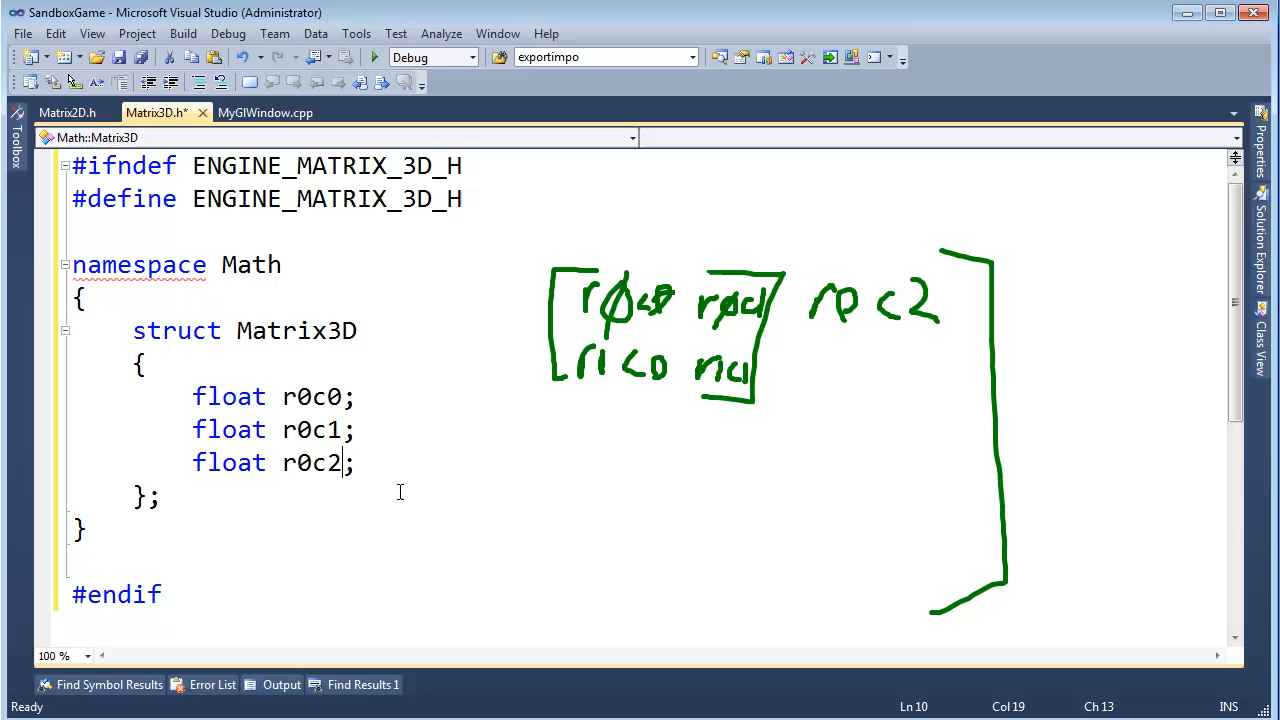 SandboxGame - Microsoft Visual Studio (Administrator)
File Edit View Project Build Debug Team Data Tools Test Analyze Window Help
Debug exportimpo
Matrix2D.h Matrix3D.h* MyGlWindow.cpp
Math::Matrix3D
Toolbox
Properties
Solution Explorer
Class View
#ifndef ENGINE_MATRIX_3D_H
#define ENGINE_MATRIX_3D_H
namespace Math
{
struct Matrix3D
{
float r0c0;
float r0c1;
float r0c2;
};
}
#endif
r0c0 r0c1 r0c2
r1c0 r1c1
100 %
Find Symbol Results Error List Output Find Results 1
Ready Ln 10 Col 19 Ch 13 INS